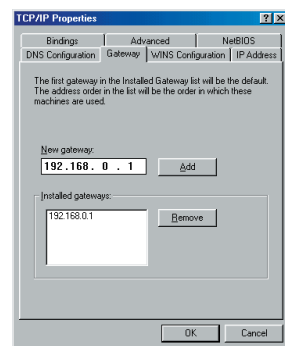 TCP/IP Properties
Bindings Advanced NetBIOS
DNS Configuration Gateway WINS Configuration IP Address
The first gateway in the Installed Gateway list will be the default.
The address order in the list will be the order in which these
machines are used.
New gateway:
192.168. 0 . 1 Add
Installed gateways:
192.168.0.1 Remove
OK Cancel